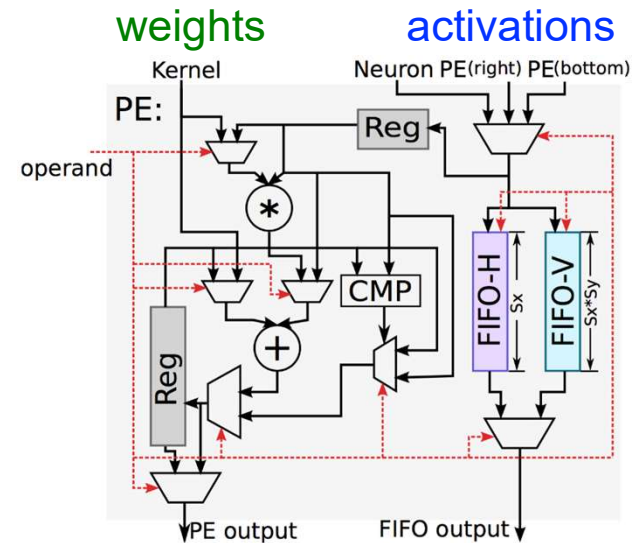 weights activations
Kernel Neuron PE(right) PE(bottom)
PE:
Reg
operand
*
FIFO-H
Sx
FIFO-V
Sx*Sy
CMP
+
Reg
PE output FIFO output